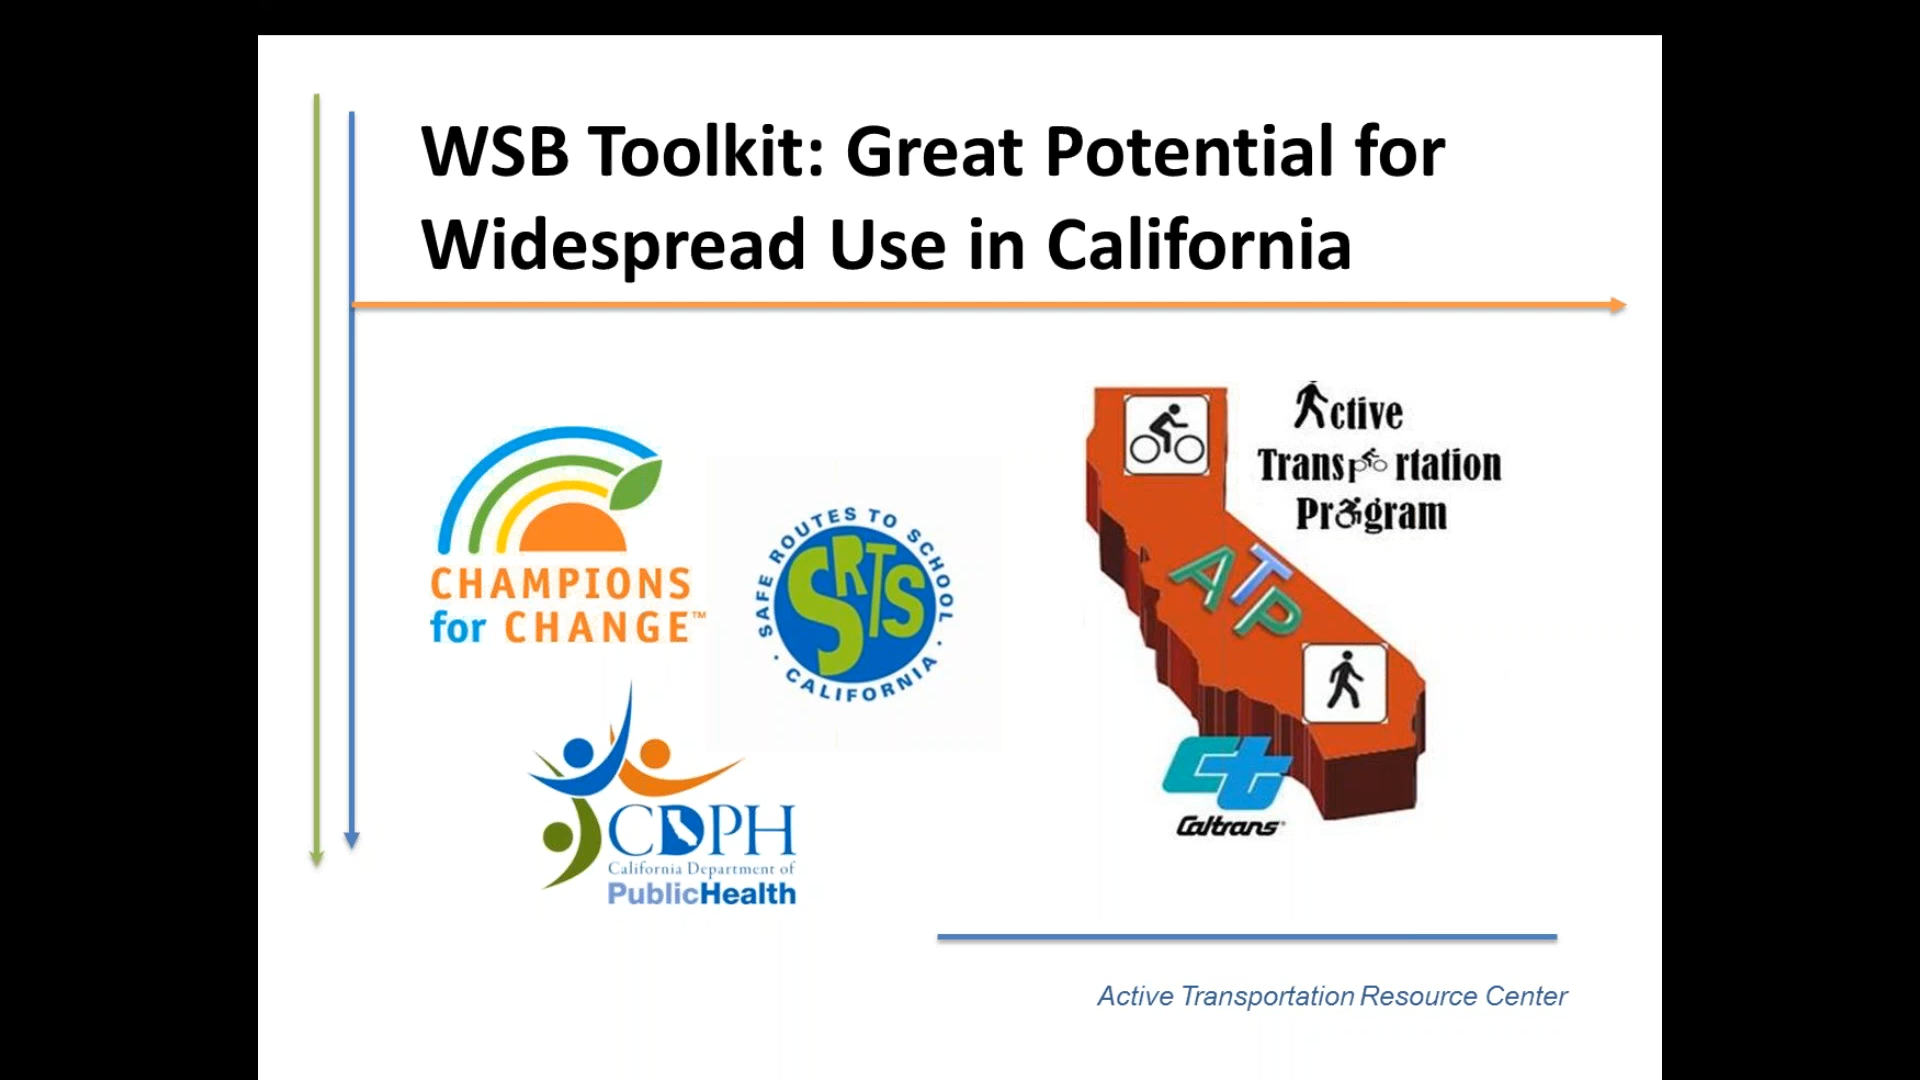 WSB Toolkit: Great Potential for
Widespread Use in California
CHAMPIONS
for CHANGE™
SAFE ROUTES TO SCHOOL
SRTS
· CALIFORNIA ·
Active
Transportation
Program
ATP
Ct
Caltrans®
CDPH
California Department of
PublicHealth
Active Transportation Resource Center